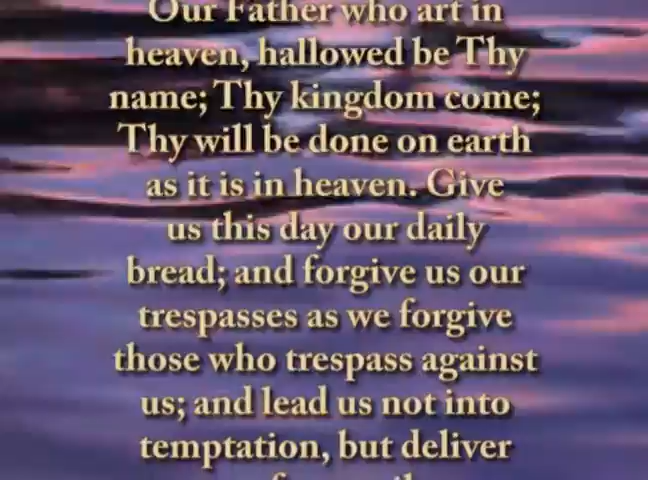 Our Father who art in
heaven, hallowed be Thy
name; Thy kingdom come;
Thy will be done on earth
as it is in heaven. Give
us this day our daily
bread; and forgive us our
trespasses as we forgive
those who trespass against
us; and lead us not into
temptation, but deliver